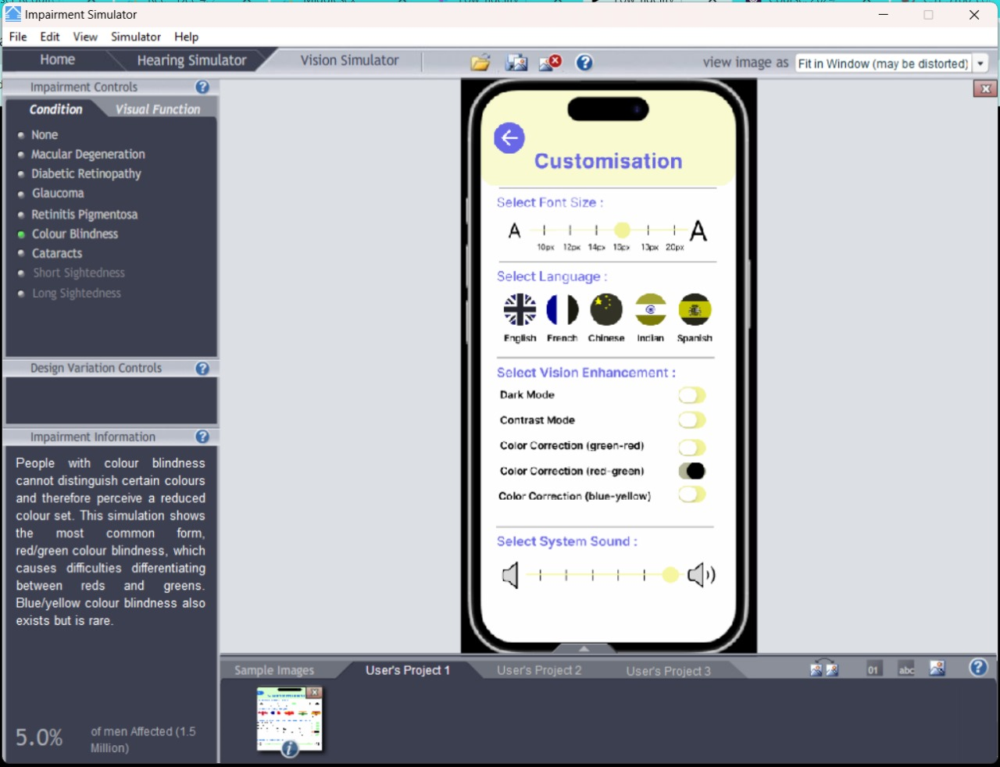 Impairment Simulator
File Edit View Simulator Help
Home Hearing Simulator Vision Simulator view image as Fit in Window (may be distorted)
Impairment Controls
Condition Visual Function
None
Macular Degeneration
Diabetic Retinopathy
Glaucoma
Retinitis Pigmentosa
Colour Blindness
Cataracts
Short Sightedness
Long Sightedness
Design Variation Controls
Impairment Information
People with colour blindness
cannot distinguish certain colours
and therefore perceive a reduced
colour set. This simulation shows
the most common form,
red/green colour blindness, which
causes difficulties differentiating
between reds and greens.
Blue/yellow colour blindness also
exists but is rare.
5.0% of men Affected (1.5
Million)
Customisation
Select Font Size :
A A
10px 12px 14px 20px
Select Language :
English French Chinese Indian Spanish
Select Vision Enhancement :
Dark Mode
Contrast Mode
Color Correction (green-red)
Color Correction (red-green)
Color Correction (blue-yellow)
Select System Sound :
Sample Images User's Project 1 User's Project 2 User's Project 3 01 abc